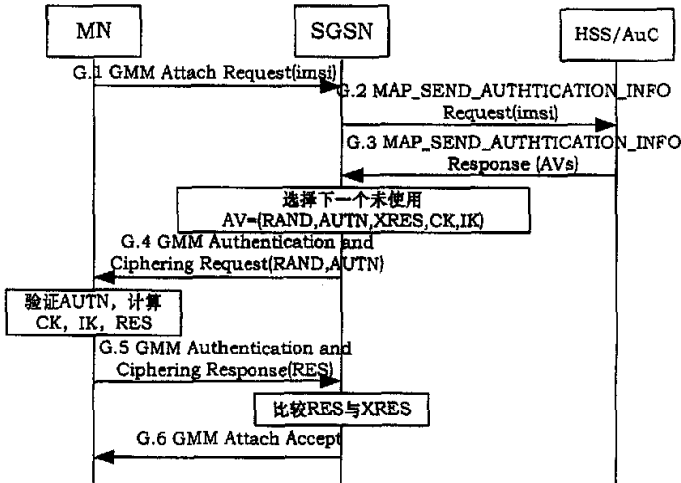 MN
SGSN
HSS/AuC
G.1 GMM Attach Request(imsi)
G.2 MAP_SEND_AUTHTICATION_INFO
Request(imsi)
G.3 MAP_SEND_AUTHTICATION_INFO
Response (AVs)
选择下一个未使用
AV=(RAND,AUTN,XRES,CK,IK)
G.4 GMM Authentication and
Ciphering Request(RAND,AUTN)
验证AUTN，计算
CK，IK，RES
G.5 GMM Authentication and
Ciphering Response(RES)
比较RES与XRES
G.6 GMM Attach Accept